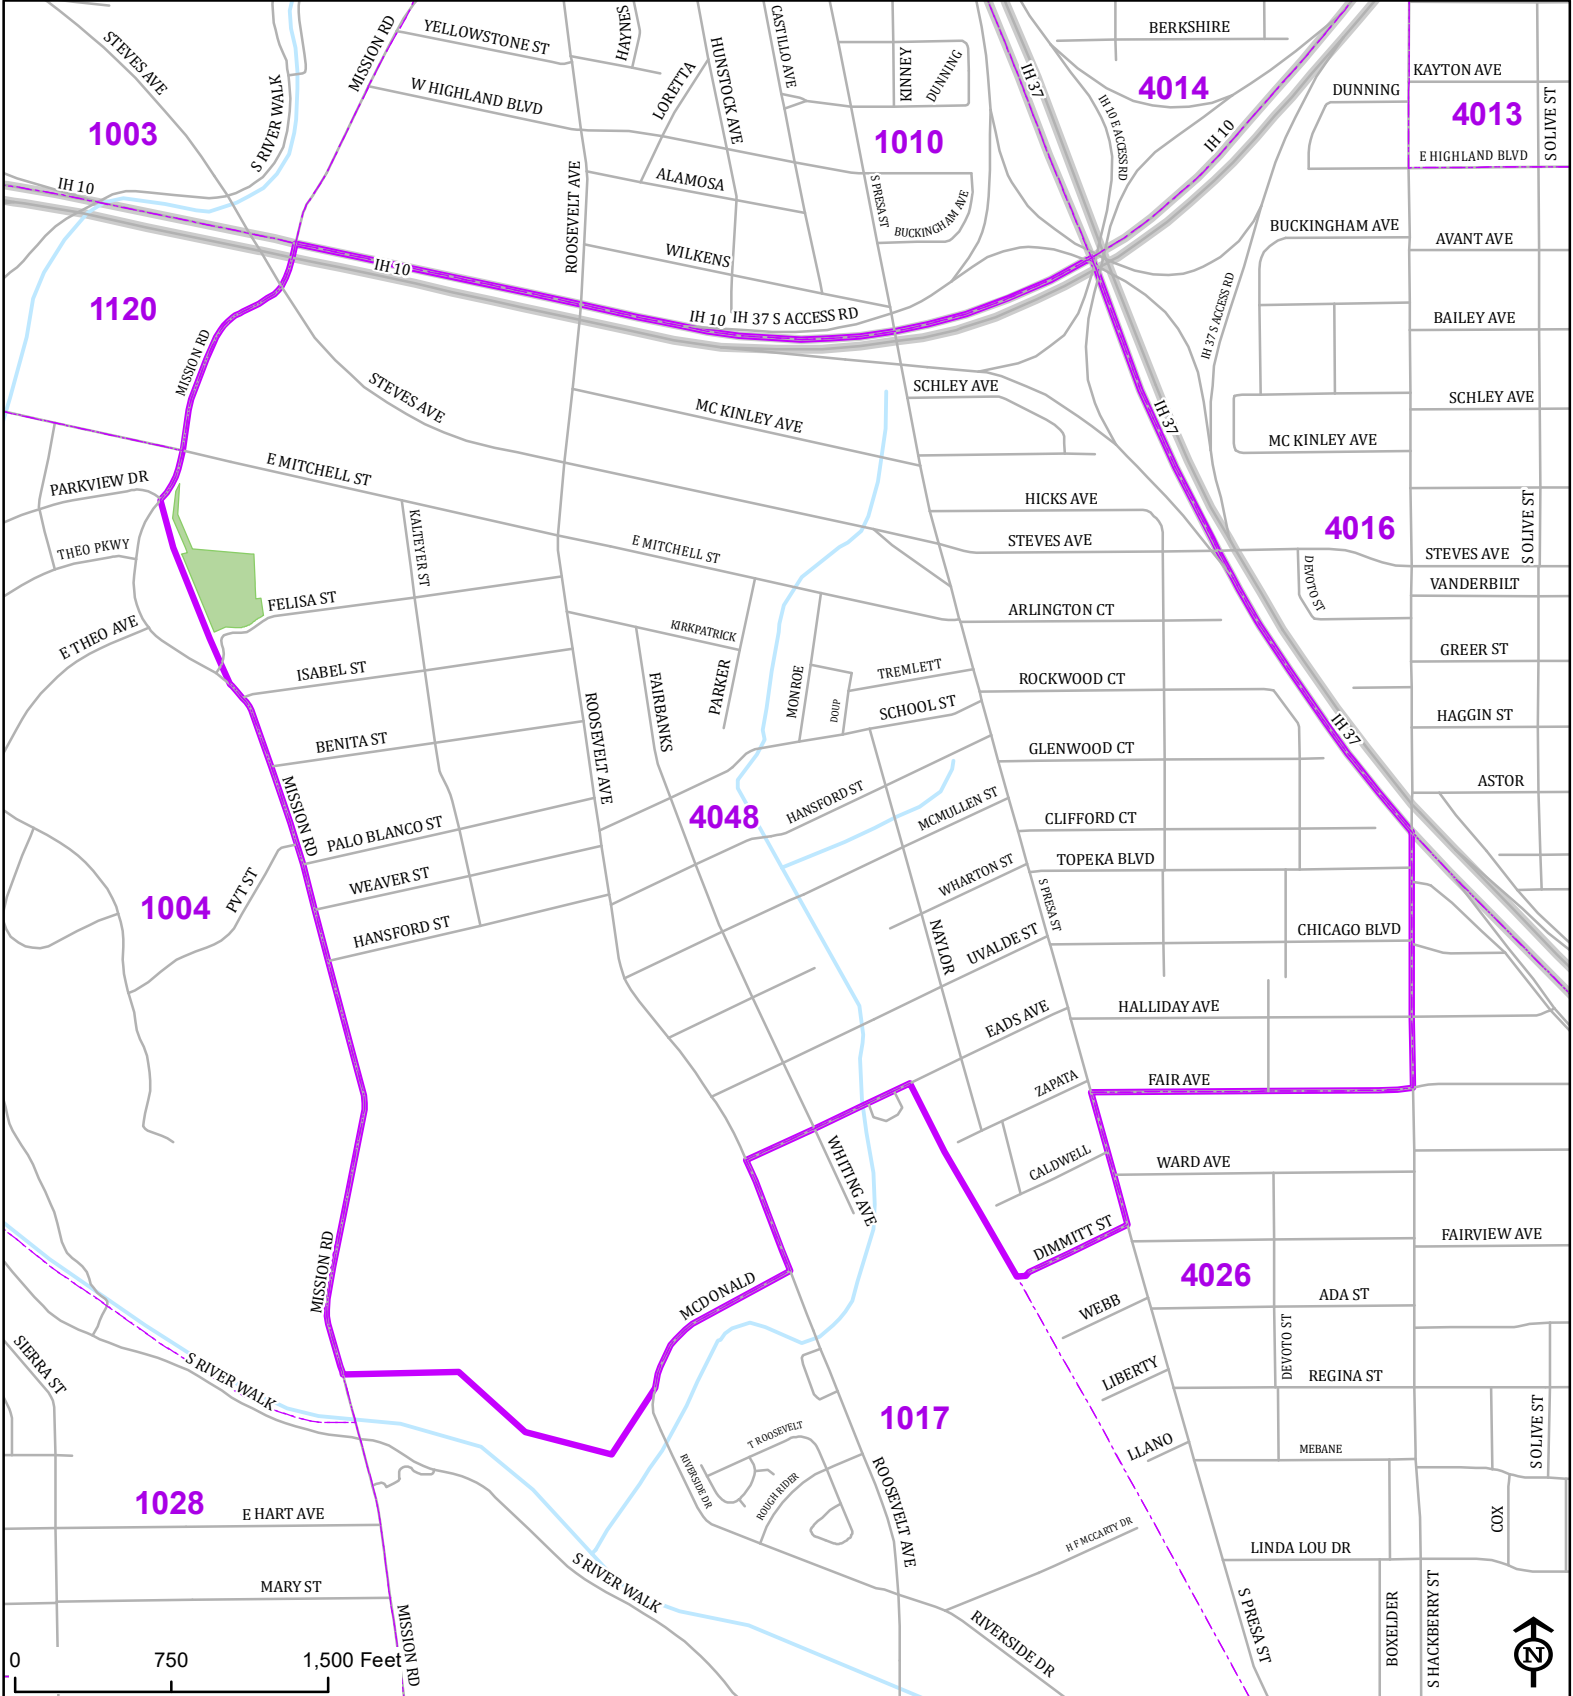 STEVES AVE
MISSION RD
YELLOWSTONE ST
HAYNES
CASTILLO AVE
BERKSHIRE
S RIVER WALK
W HIGHLAND BLVD
LORETTA
HUNSTOCK AVE
KINNEY
DUNNING
IH 37
4014
IH 10 E ACCESS RD
IH 10
DUNNING
KAYTON AVE
4013
S OLIVE ST
1003
1010
E HIGHLAND BLVD
IH 10
ROOSEVELT AVE
ALAMOSA
S PRESA ST
BUCKINGHAM AVE
BUCKINGHAM AVE
AVANT AVE
WILKENS
IH 10
1120
IH 10
IH 37 S ACCESS RD
IH 37 S ACCESS RD
BAILEY AVE
MISSION RD
STEVES AVE
MC KINLEY AVE
SCHLEY AVE
IH 37
SCHLEY AVE
MC KINLEY AVE
E MITCHELL ST
PARKVIEW DR
HICKS AVE
4016
S OLIVE ST
KALTEYER ST
THEO PKWY
E MITCHELL ST
STEVES AVE
STEVES AVE
DEVOTO ST
VANDERBILT
FELISA ST
ARLINGTON CT
E THEO AVE
KIRKPATRICK
GREER ST
ISABEL ST
FAIRBANKS
PARKER
MONROE
DOUP
TREMLETT
ROCKWOOD CT
ROOSEVELT AVE
SCHOOL ST
IH 37
HAGGIN ST
BENITA ST
GLENWOOD CT
MISSION RD
4048
HANSFORD ST
MCMULLEN ST
ASTOR
PALO BLANCO ST
CLIFFORD CT
TOPEKA BLVD
WEAVER ST
WHARTON ST
S PRESA ST
1004
PVT ST
HANSFORD ST
NAYLOR
UVALDE ST
CHICAGO BLVD
EADS AVE
HALLIDAY AVE
ZAPATA
FAIR AVE
WHITING AVE
CALDWELL
WARD AVE
DIMMITT ST
FAIRVIEW AVE
MISSION RD
MCDONALD
4026
WEBB
ADA ST
SIERRA ST
S RIVER WALK
LIBERTY
DEVOTO ST
REGINA ST
1017
T ROOSEVELT
LLANO
MEBANE
S OLIVE ST
RIVERSIDE DR
ROUGH RIDER
ROOSEVELT AVE
1028
E HART AVE
H F MCCARTY DR
COX
LINDA LOU DR
S RIVER WALK
MARY ST
MISSION RD
RIVERSIDE DR
S PRESA ST
BOXELDER
S HACKBERRY ST
0 750 1,500 Feet
N